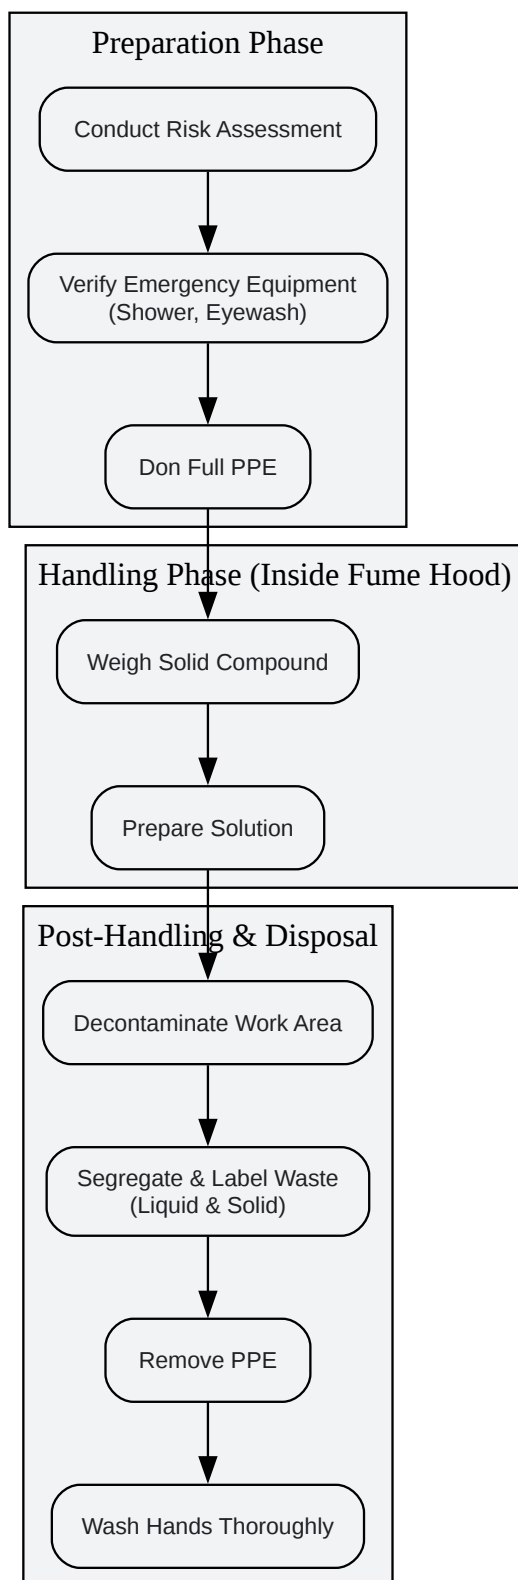 Preparation Phase
Conduct Risk Assessment
Verify Emergency Equipment
(Shower, Eyewash)
Don Full PPE
Handling Phase (Inside Fume Hood)
Weigh Solid Compound
Prepare Solution
Post-Handling & Disposal
Decontaminate Work Area
Segregate & Label Waste
(Liquid & Solid)
Remove PPE
Wash Hands Thoroughly